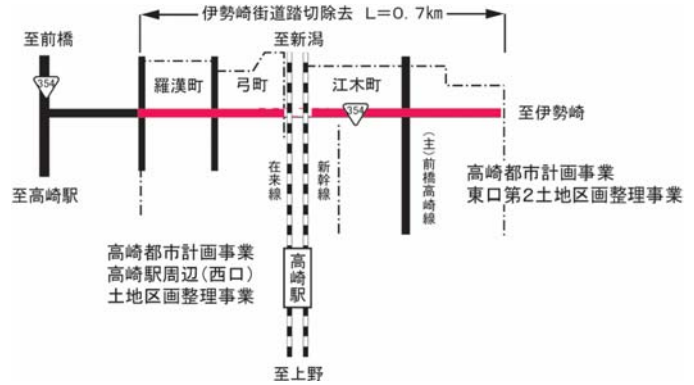 伊勢崎街道踏切除去 L=0.7km
至前橋
至新潟
354
羅漢町
弓町
江木町
354
至伊勢崎
至高崎駅
在来線
新幹線
(主)前橋高崎線
高崎都市計画事業
東口第2土地区画整理事業
高崎都市計画事業
高崎駅周辺(西口)
土地区画整理事業
高崎駅
至上野